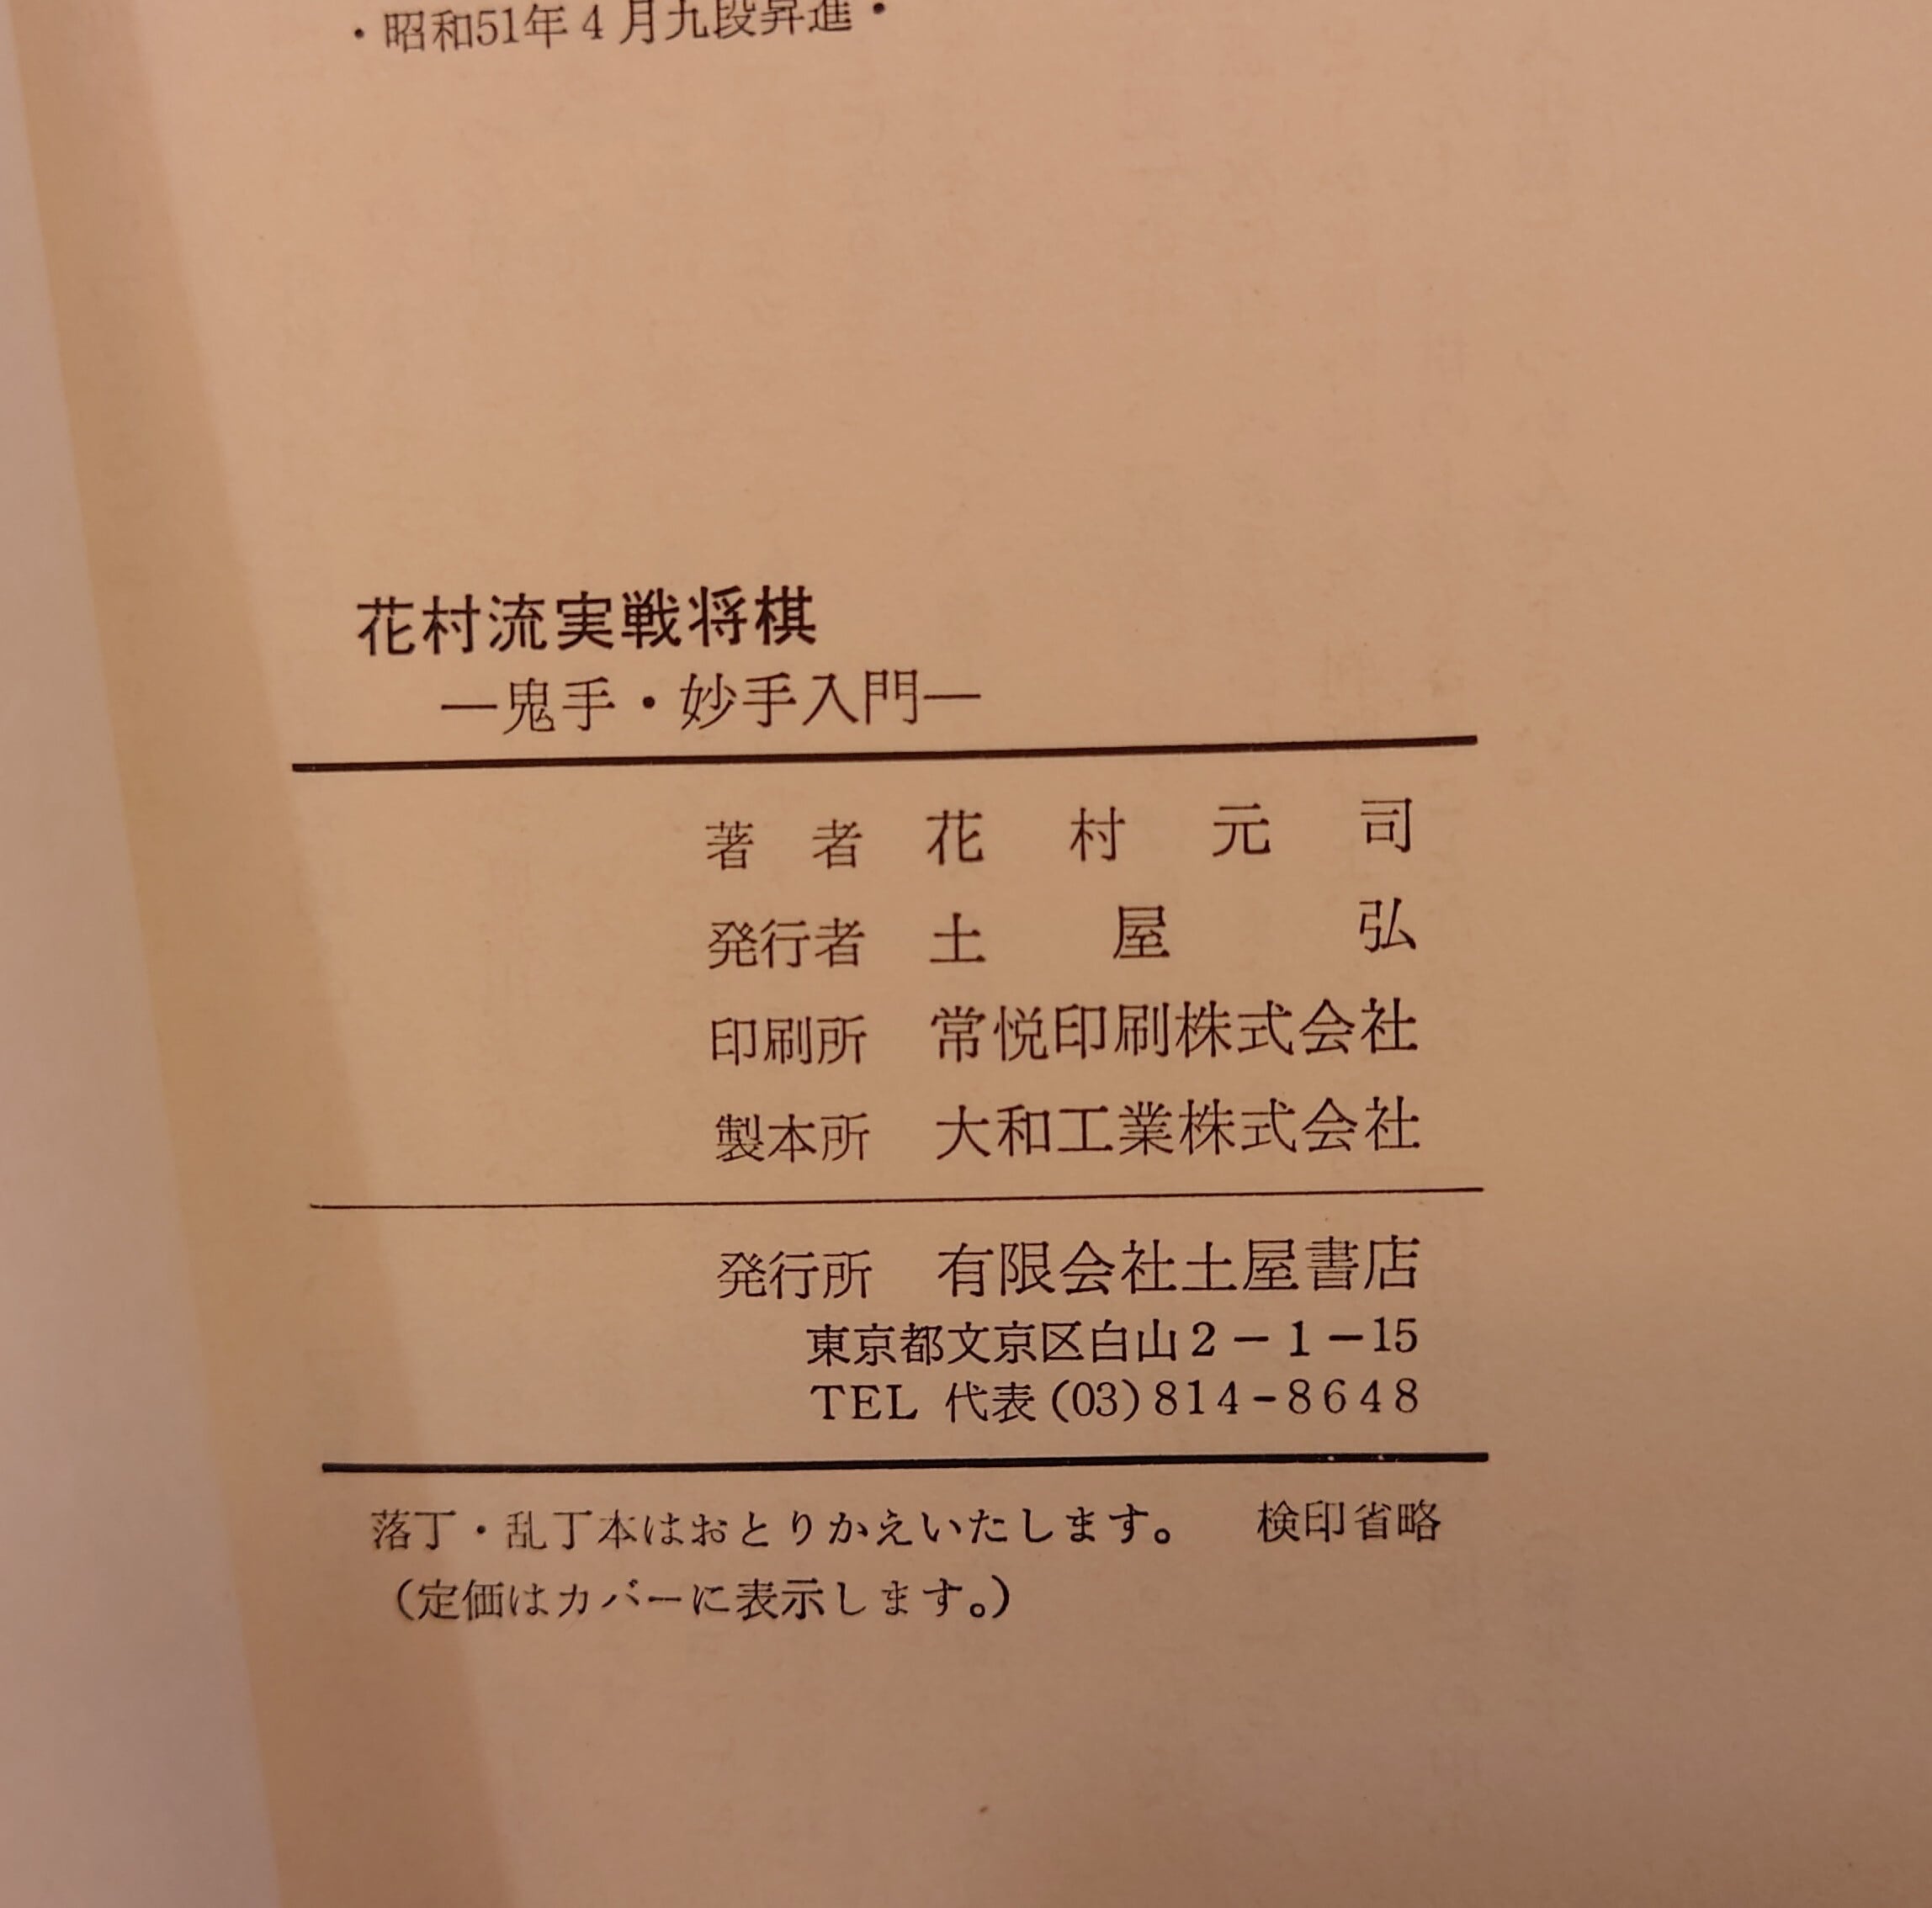 ・昭和51年4月九段昇進・
花村流実戦将棋
―鬼手・妙手入門―
著者 花村元司
発行者 土屋弘
印刷所 常悦印刷株式会社
製本所 大和工業株式会社
発行所 有限会社土屋書店
東京都文京区白山2－1－15
TEL 代表(03)814-8648
落丁・乱丁本はおとりかえいたします。 検印省略
(定価はカバーに表示します。)